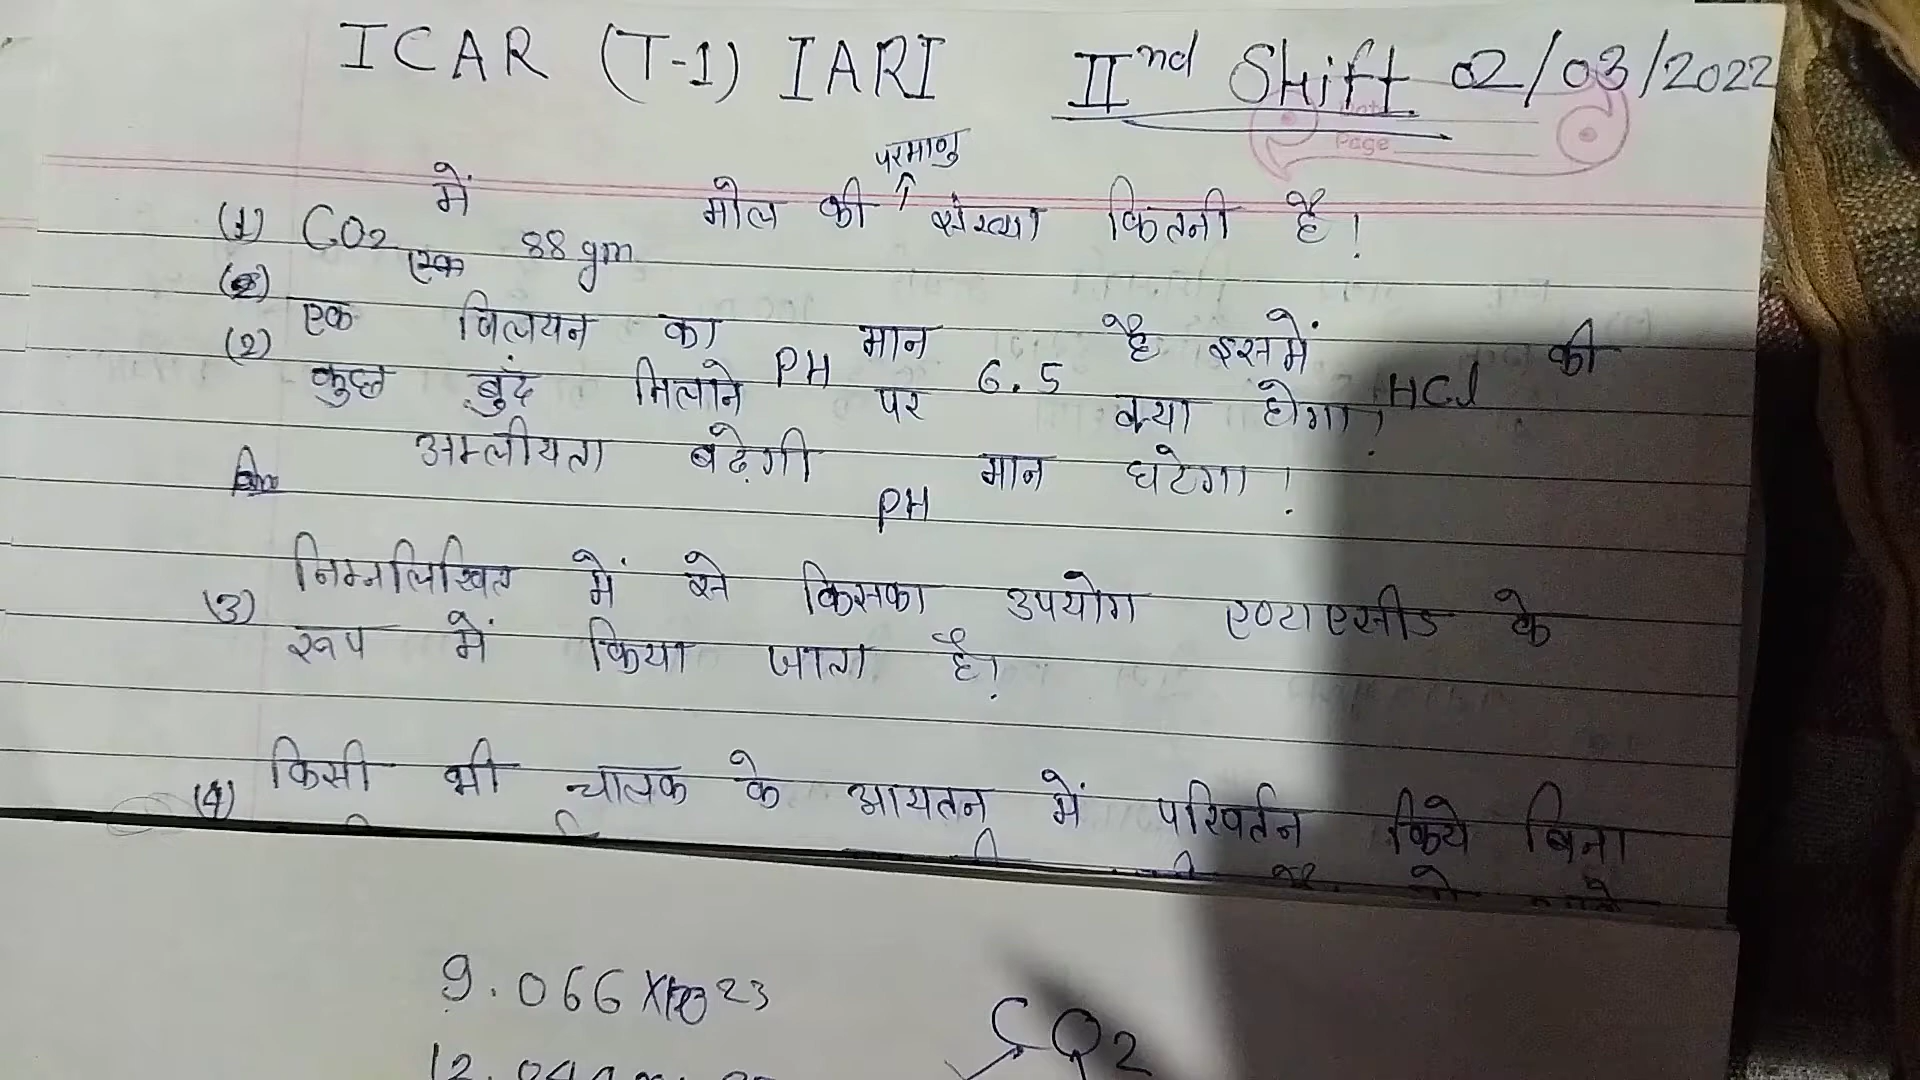 ICAR (T-1) IARI IInd Shift 02/03/2022
Page
(1) CO2 में एक 88 gm मोल की परमाणु संख्या कितनी है!
(2) एक विलयन का PH मान 6.5 है इसमें HCl की
कुछ बुंद मिलाने पर क्या होगा!
अम्लीयता बढ़ेगी PH मान घटेगा!
(3) निम्नलिखित में से किसका उपयोग एण्टाएसीड के
रूप में किया जाता है!
(4) किसी भी चालक के आयतन में परिवर्तन किये बिना
9.066 X 23
CO2